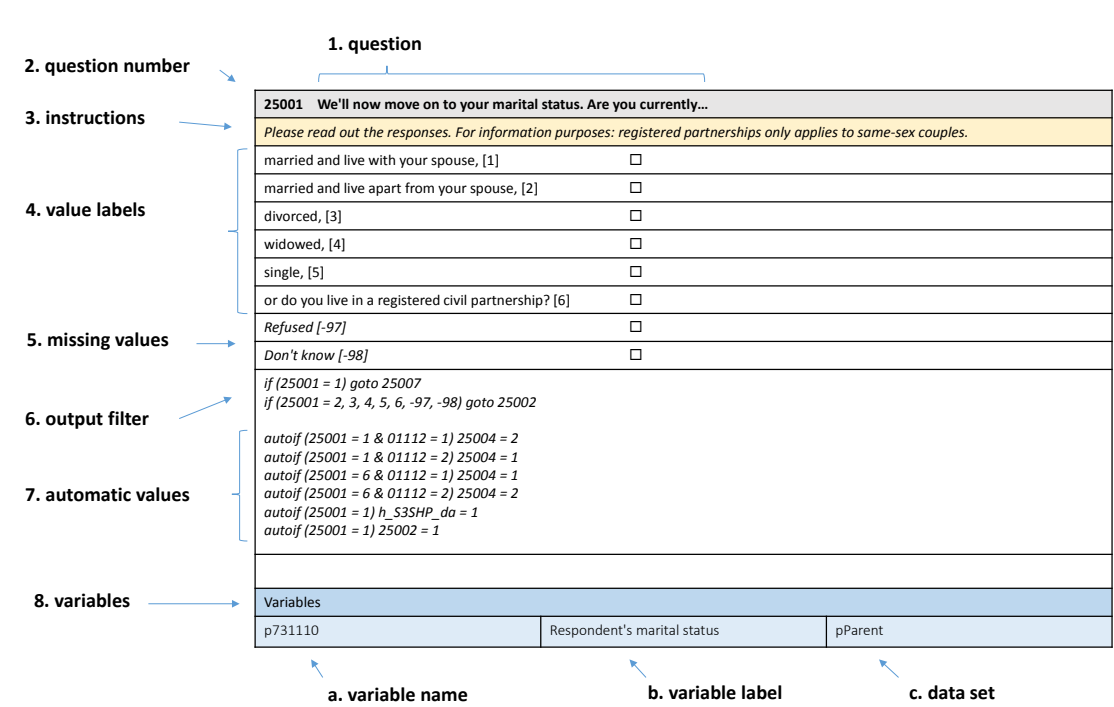 1. question
2. question number
25001 We'll now move on to your marital status. Are you currently…
3. instructions
Please read out the responses. For information purposes: registered partnerships only applies to same-sex couples.
4. value labels
married and live with your spouse, [1]
married and live apart from your spouse, [2]
divorced, [3]
widowed, [4]
single, [5]
or do you live in a registered civil partnership? [6]
5. missing values
Refused [-97]
Don't know [-98]
6. output filter
if (25001 = 1) goto 25007
if (25001 = 2, 3, 4, 5, 6, -97, -98) goto 25002
7. automatic values
autoif (25001 = 1 & 01112 = 1) 25004 = 2
autoif (25001 = 1 & 01112 = 2) 25004 = 1
autoif (25001 = 6 & 01112 = 1) 25004 = 1
autoif (25001 = 6 & 01112 = 2) 25004 = 2
autoif (25001 = 1) h_S3SHP_da = 1
autoif (25001 = 1) 25002 = 1
8. variables
Variables
p731110 Respondent's marital status pParent
a. variable name b. variable label c. data set